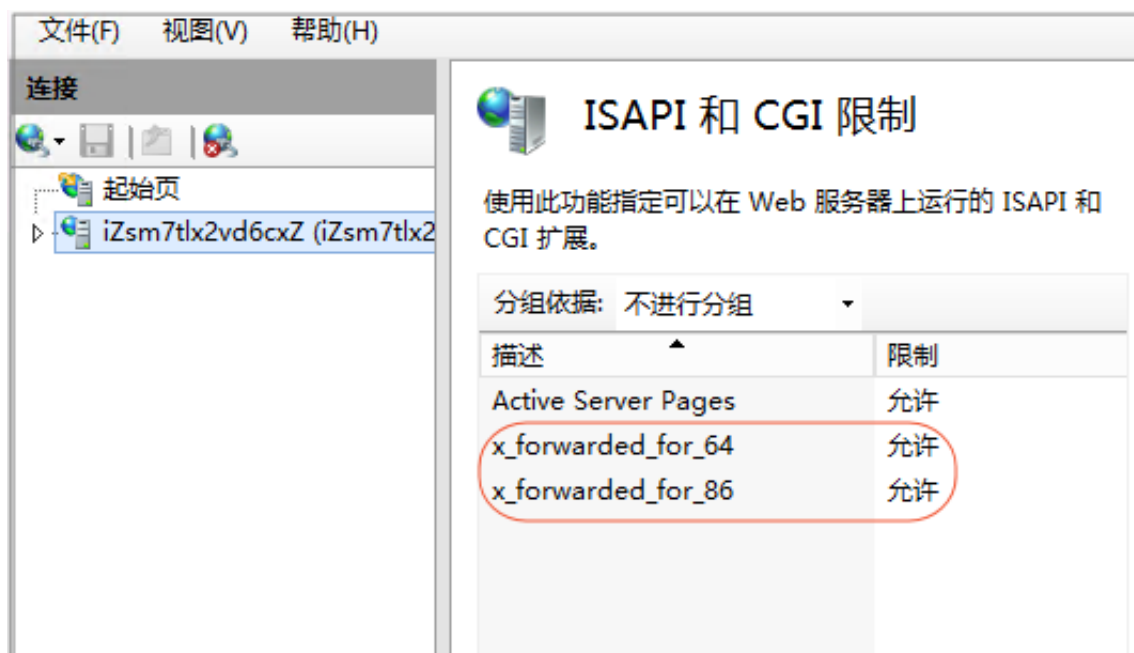 文件(F) 视图(V) 帮助(H)
连接
起始页
iZsm7tlx2vd6cxZ (iZsm7tlx2
ISAPI 和 CGI 限制
使用此功能指定可以在 Web 服务器上运行的 ISAPI 和
CGI 扩展。
分组依据: 不进行分组
描述 限制
Active Server Pages 允许
x_forwarded_for_64 允许
x_forwarded_for_86 允许